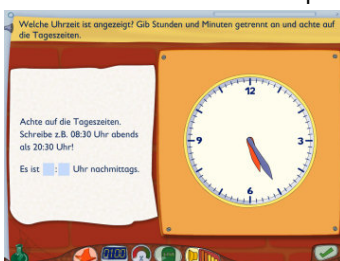 Welche Uhrzeit ist angezeigt? Gib Stunden und Minuten getrennt an und achte auf
die Tageszeiten.
Achte auf die Tageszeiten.
Schreibe z.B. 08:30 Uhr abends
als 20:30 Uhr!
Es ist : Uhr nachmittags.
12
9
3
6